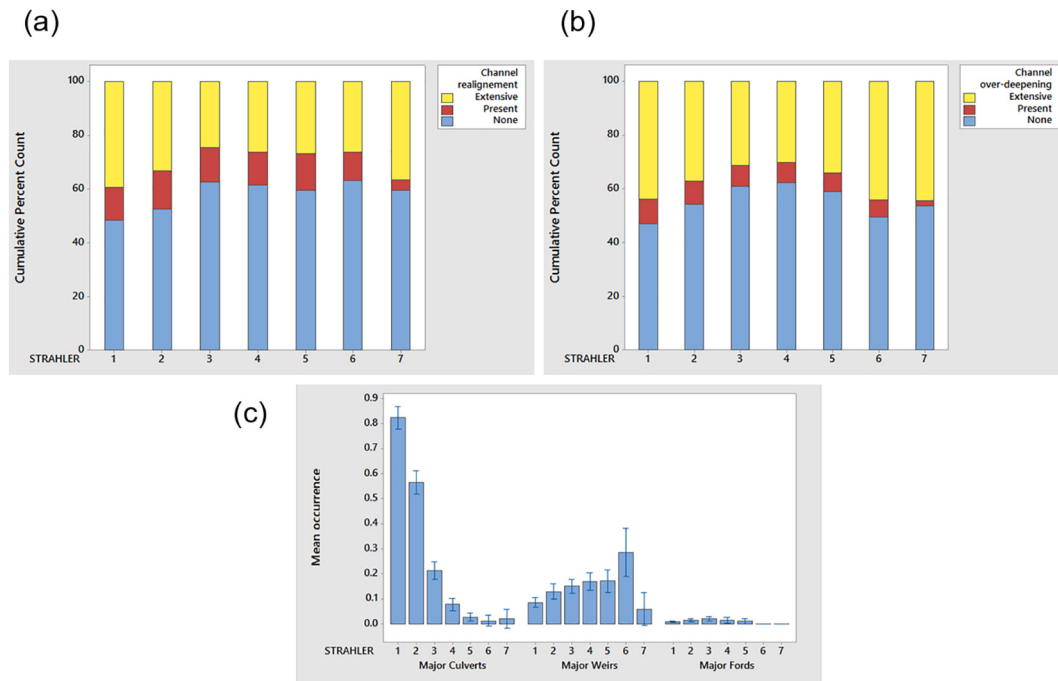 (a)
(b)
Channel
realignement
Extensive
Present
None
Cumulative Percent Count
100
80
60
40
20
0
STRAHLER 1 2 3 4 5 6 7
Channel
over-deepening
Extensive
Present
None
Cumulative Percent Count
100
80
60
40
20
0
STRAHLER 1 2 3 4 5 6 7
(c)
Mean occurrence
0.9
0.8
0.7
0.6
0.5
0.4
0.3
0.2
0.1
0.0
STRAHLER 1 2 3 4 5 6 7 1 2 3 4 5 6 7 1 2 3 4 5 6 7
Major Culverts Major Weirs Major Fords